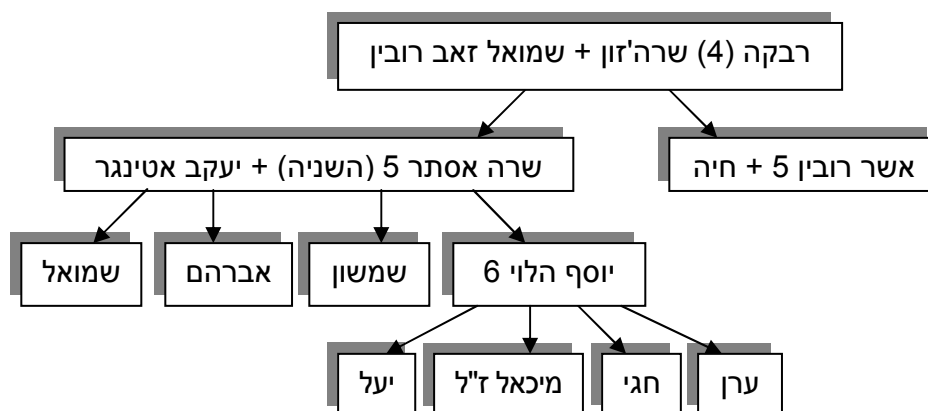 רבקה (4) שרה'זון + שמואל זאב רובין
אשר רובין 5 + חיה
שרה אסתר 5 (השניה) + יעקב אטינגר
יוסף הלוי 6
שמשון
אברהם
שמואל
ערן
חגי
מיכאל ז"ל
יעל